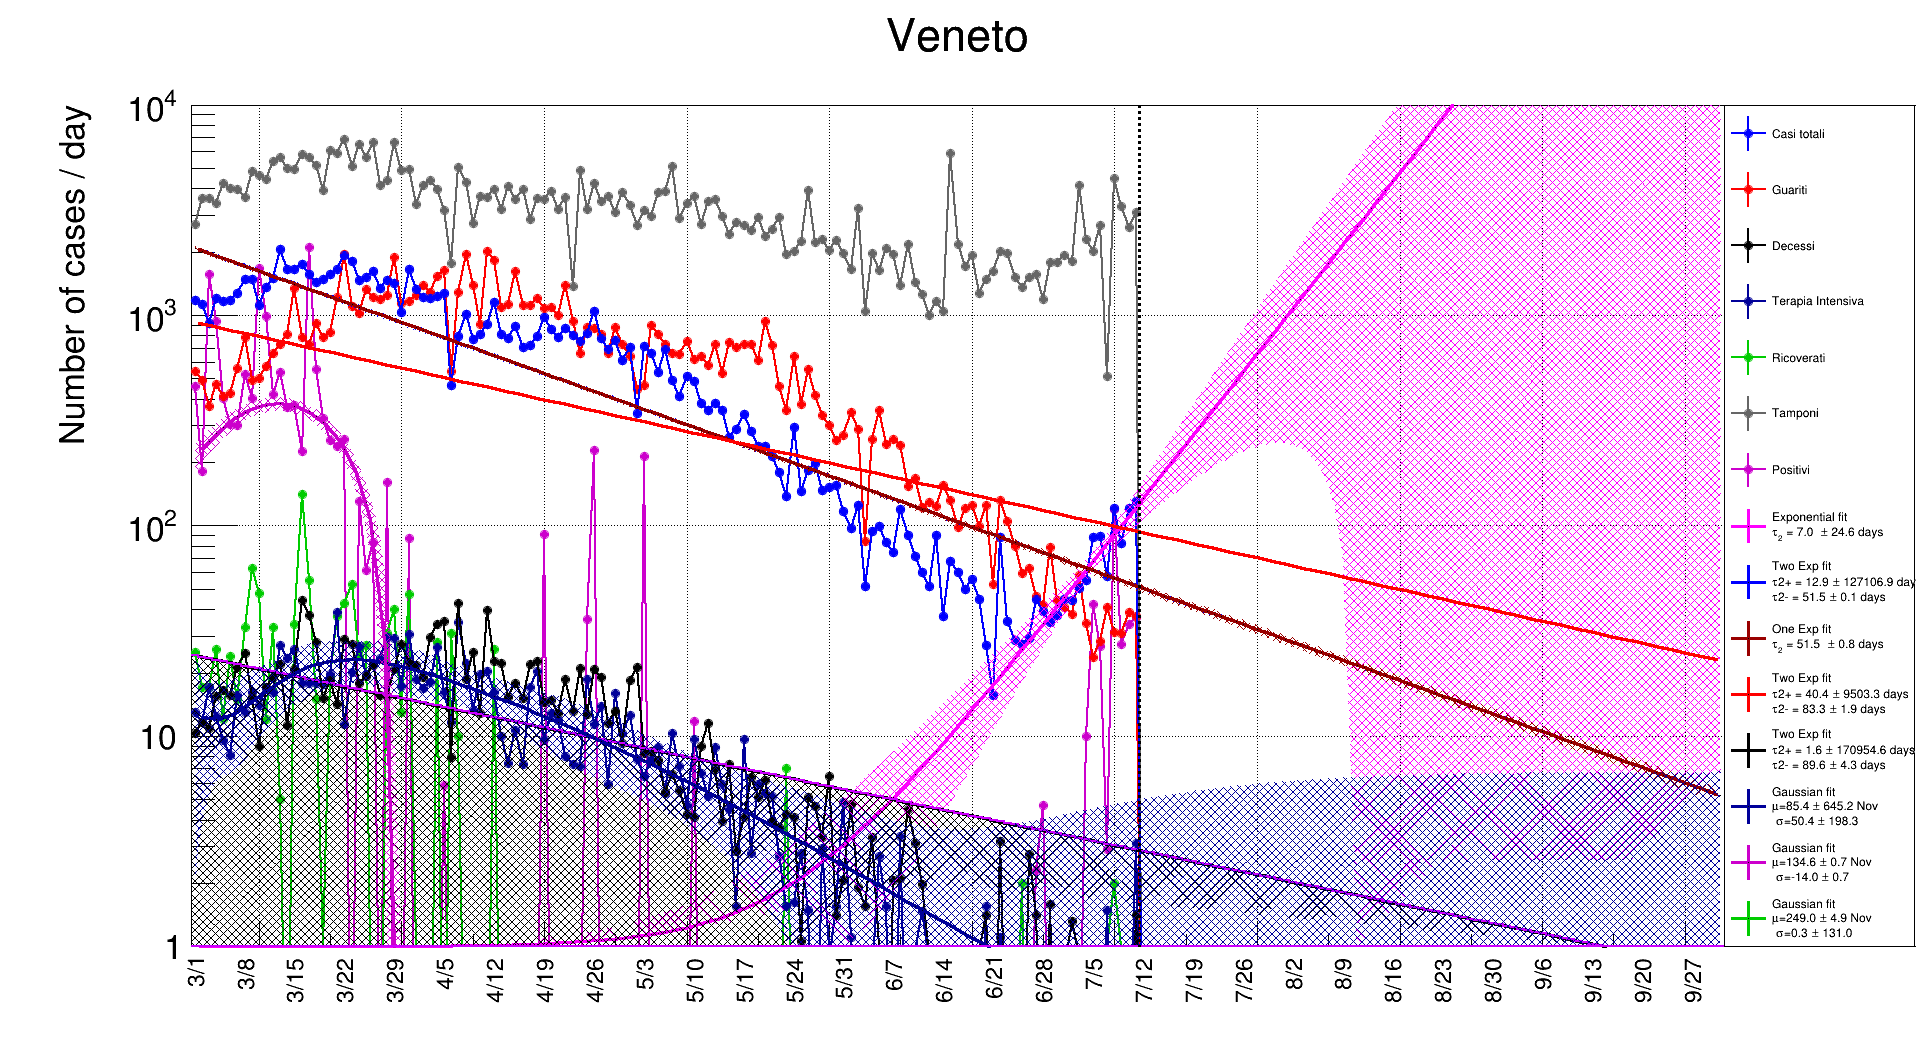 Veneto
Number of cases / day
10^4
10^3
10^2
10
1
3/1
3/8
3/15
3/22
3/29
4/5
4/12
4/19
4/26
5/3
5/10
5/17
5/24
5/31
6/7
6/14
6/21
6/28
7/5
7/12
7/19
7/26
8/2
8/9
8/16
8/23
8/30
9/6
9/13
9/20
9/27
Casi totali
Guariti
Decessi
Terapia Intensiva
Ricoverati
Tamponi
Positivi
Exponential fit
τ₂ = 7.0 ± 24.6 days
Two Exp fit
τ2+ = 12.9 ± 127106.9 day
τ2- = 51.5 ± 0.1 days
One Exp fit
τ₂ = 51.5 ± 0.8 days
Two Exp fit
τ2+ = 40.4 ± 9503.3 days
τ2- = 83.3 ± 1.9 days
Two Exp fit
τ2+ = 1.6 ± 170954.6 days
τ2- = 89.6 ± 4.3 days
Gaussian fit
μ=85.4 ± 645.2 Nov
σ=50.4 ± 198.3
Gaussian fit
μ=134.6 ± 0.7 Nov
σ=-14.0 ± 0.7
Gaussian fit
μ=249.0 ± 4.9 Nov
σ=0.3 ± 131.0